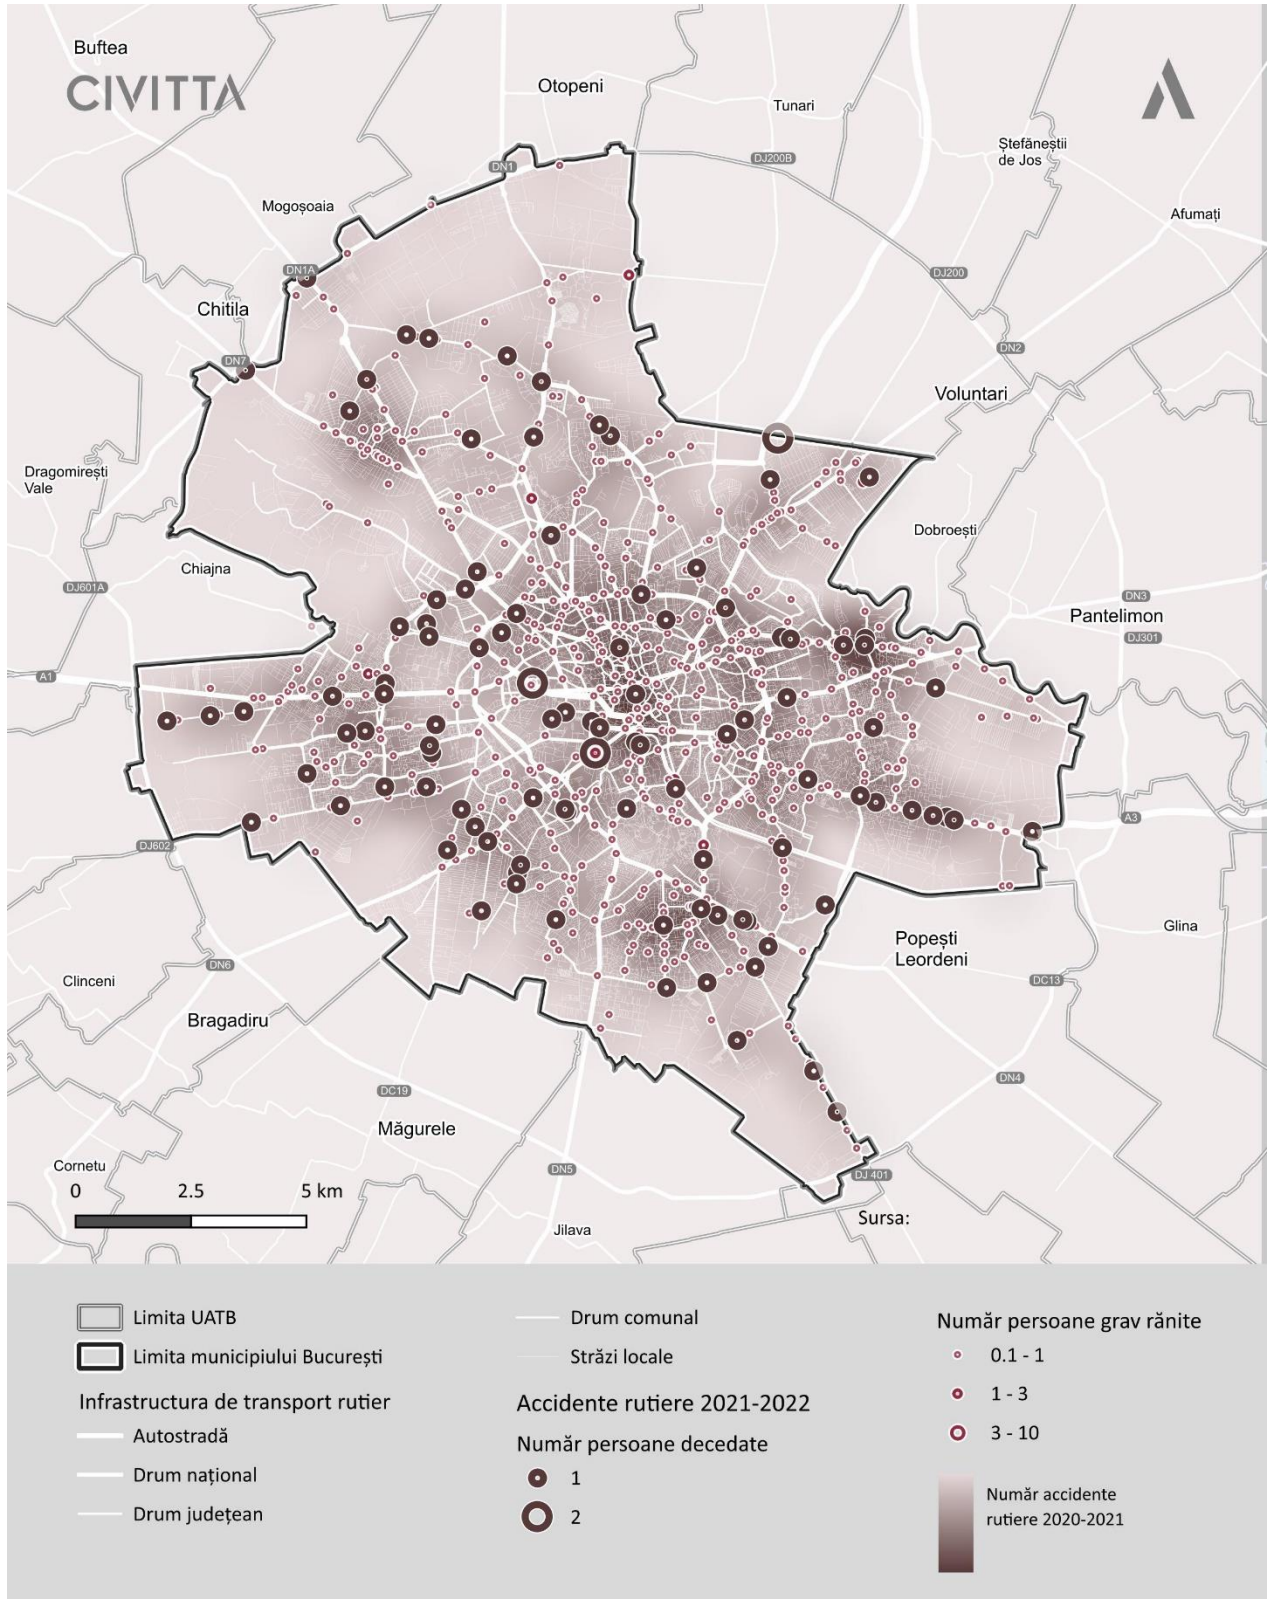 Buftea
CIVITTA
Otopeni
Tunari
Ștefăneștii
de Jos
DJ200B
DN1
Mogoșoaia
Afumați
DN1A
DJ200
Chitila
DN7
DN2
Voluntari
Dragomirești
Vale
Dobroești
Chiajna
DJ601A
DN3
Pantelimon
DJ301
A1
A3
DJ602
Popești
Leordeni
Glina
DN6
Clinceni
DC13
Bragadiru
DN4
DC19
Măgurele
Cornetu
DN5
DJ 401
0 2.5 5 km
Sursa:
Jilava
Limita UATB
Limita municipiului București
Infrastructura de transport rutier
Autostradă
Drum național
Drum județean
Drum comunal
Străzi locale
Accidente rutiere 2021-2022
Număr persoane decedate
1
2
Număr persoane grav rănite
0.1 - 1
1 - 3
3 - 10
Număr accidente
rutiere 2020-2021